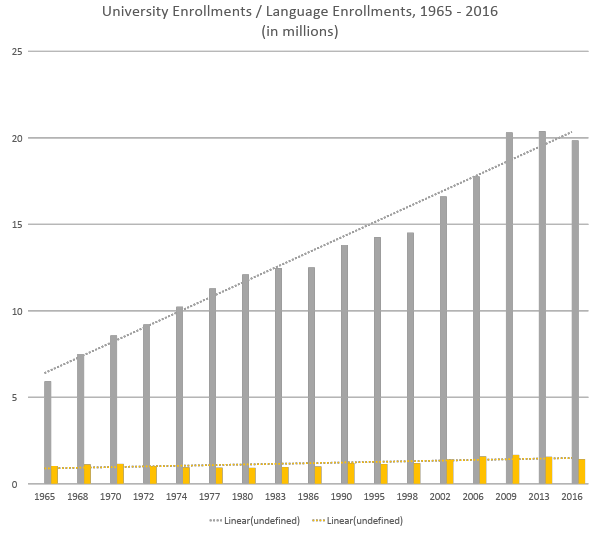 University Enrollments / Language Enrollments, 1965 - 2016
(in millions)
25
20
15
10
5
0
1965 1968 1970 1972 1974 1977 1980 1983 1986 1990 1995 1998 2002 2006 2009 2013 2016
Linear(undefined) Linear(undefined)